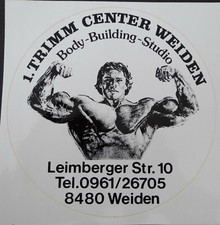 1. TRIMM CENTER WEIDEN
Body-Building-Studio
Leimberger Str. 10
Tel. 0961/26705
8480 Weiden